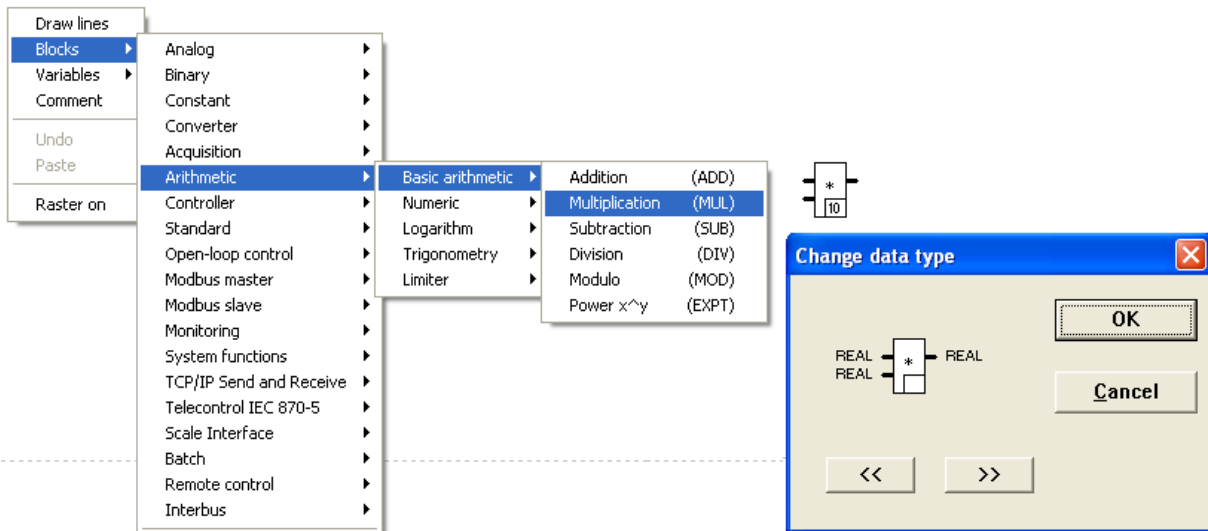 Draw lines
Blocks
Variables
Comment
Undo
Paste
Raster on
Analog
Binary
Constant
Converter
Acquisition
Arithmetic
Controller
Standard
Open-loop control
Modbus master
Modbus slave
Monitoring
System functions
TCP/IP Send and Receive
Telecontrol IEC 870-5
Scale Interface
Batch
Remote control
Interbus
Basic arithmetic
Numeric
Logarithm
Trigonometry
Limiter
Addition (ADD)
Multiplication (MUL)
Subtraction (SUB)
Division (DIV)
Modulo (MOD)
Power x^y (EXPT)
*
10
Change data type
REAL * REAL
REAL
OK
Cancel
<< >>